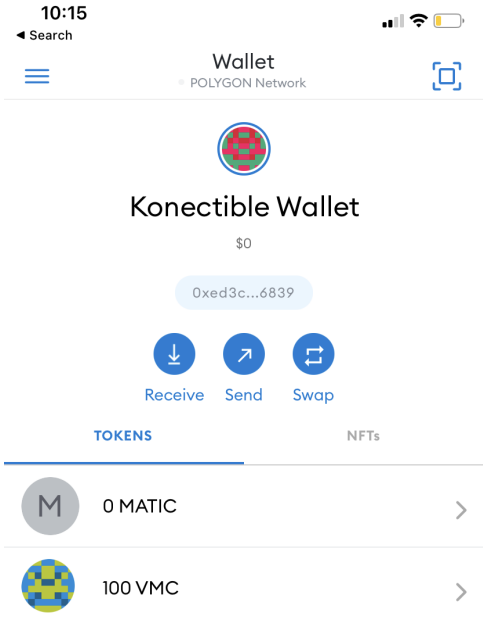 10:15
◀ Search
Wallet
POLYGON Network
Konectible Wallet
$0
0xed3c...6839
Receive Send Swap
TOKENS NFTs
M 0 MATIC
100 VMC